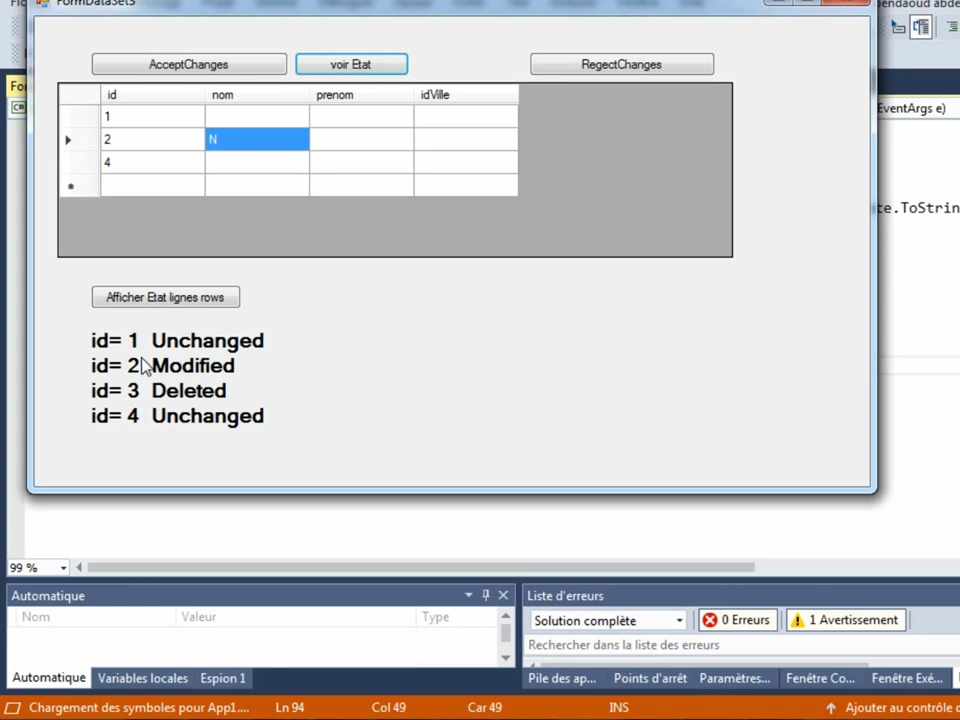 FormDataSet3
AcceptChanges voir Etat RegectChanges
id nom prenom idVille
1
2 N
4
Afficher Etat lignes rows
id= 1 Unchanged
id= 2 Modified
id= 3 Deleted
id= 4 Unchanged
EventArgs e)
te.ToStrin
99 %
Automatique
Nom Valeur Type
Automatique Variables locales Espion 1
Liste d'erreurs
Solution complète 0 Erreurs 1 Avertissement
Rechercher dans la liste des erreurs
Pile des ap... Points d'arrêt Paramètres... Fenêtre Co... Fenêtre Exé...
Chargement des symboles pour App1.... Ln 94 Col 49 Car 49 INS Ajouter au contrôle d